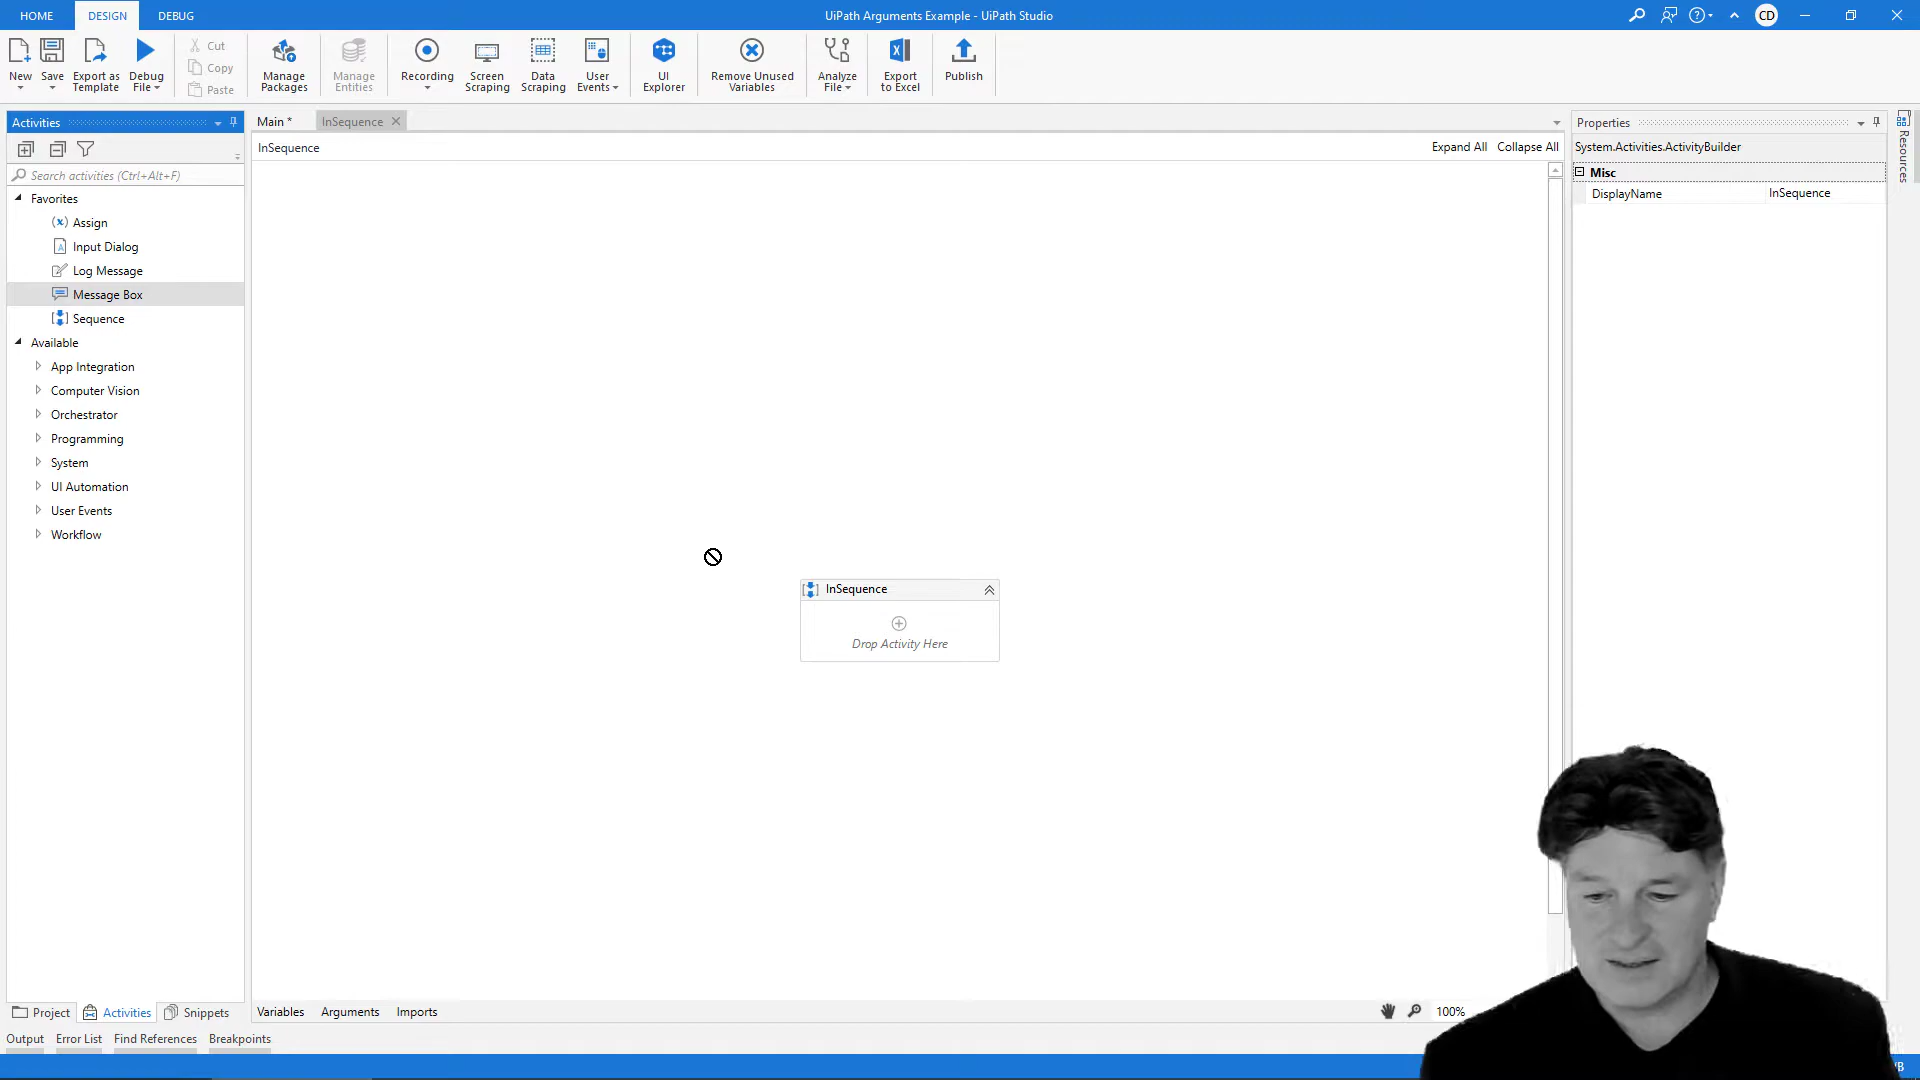 HOME
DESIGN
DEBUG
UiPath Arguments Example - UiPath Studio
CD
New
Save
Export as
Template
Debug
File
Cut
Copy
Paste
Manage
Packages
Manage
Entities
Recording
Screen
Scraping
Data
Scraping
User
Events
UI
Explorer
Remove Unused
Variables
Analyze
File
Export
to Excel
Publish
Activities
Search activities (Ctrl+Alt+F)
Favorites
Assign
Input Dialog
Log Message
Message Box
Sequence
Available
App Integration
Computer Vision
Orchestrator
Programming
System
UI Automation
User Events
Workflow
Main *
InSequence
InSequence
Expand All
Collapse All
InSequence
Drop Activity Here
Properties
System.Activities.ActivityBuilder
Misc
DisplayName
InSequence
Resources
Project
Activities
Snippets
Variables
Arguments
Imports
100%
Output
Error List
Find References
Breakpoints